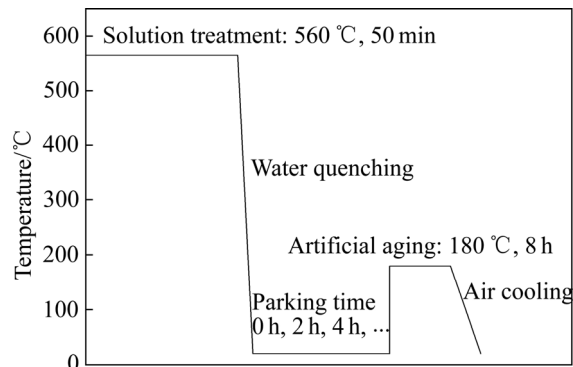 600
Solution treatment: 560 ℃, 50 min
500
400
Water quenching
300
200
Artificial aging: 180 ℃, 8 h
100
Parking time
0 h, 2 h, 4 h, ···
Air cooling
0
Temperature/℃